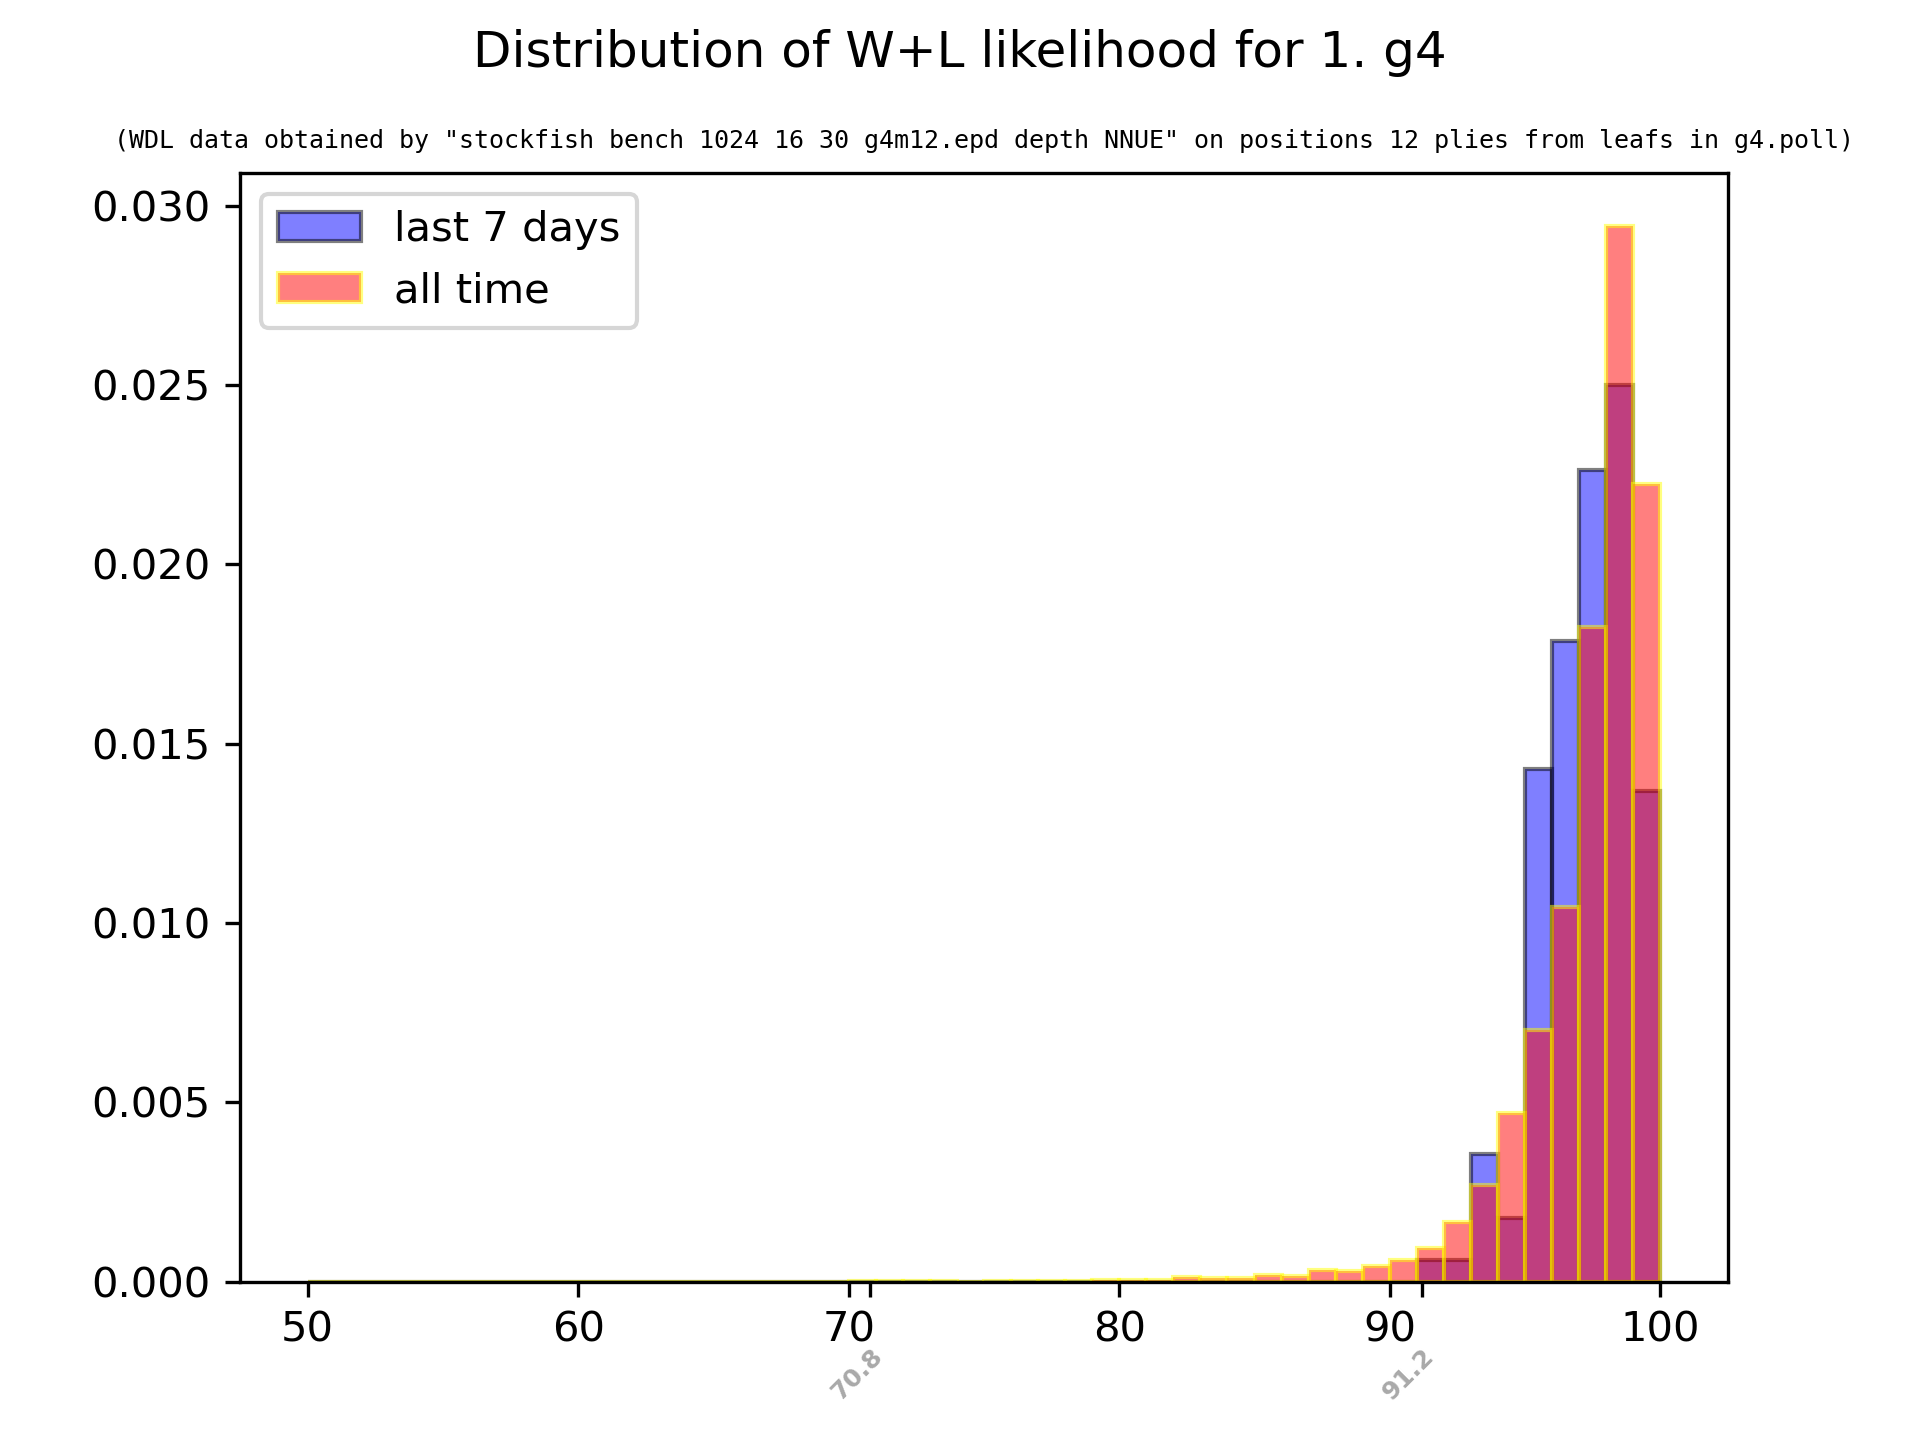 Distribution of W+L likelihood for 1. g4
(WDL data obtained by "stockfish bench 1024 16 30 g4m12.epd depth NNUE" on positions 12 plies from leafs in g4.poll)
last 7 days
all time
0.030
0.025
0.020
0.015
0.010
0.005
0.000
50 60 70 80 90 100
70.8 91.2